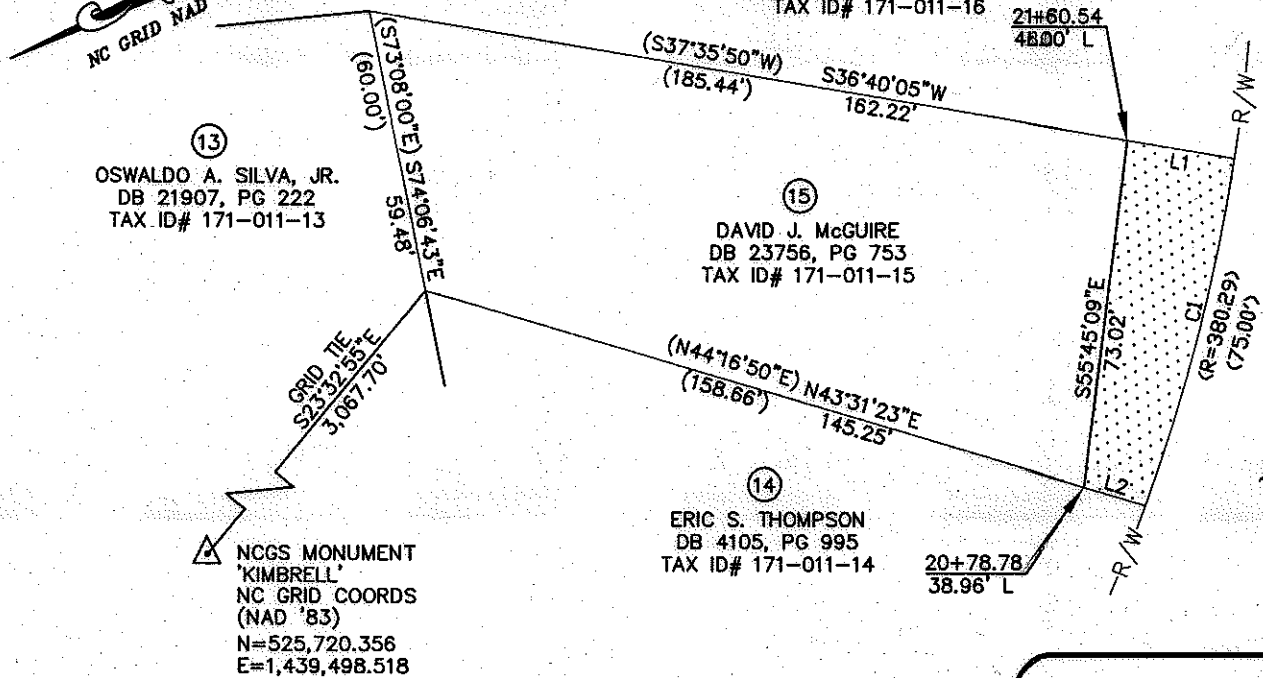 NC GRID NAD
TAX ID# 171-011-16
21+60.54
L
(S37°35'50"W)
(185.44')
S36°40'05"W
162.22'
R/W
(S73°08'00"E) S74°06'43"E
(60.00') 59.48'
13
OSWALDO A. SILVA, JR.
DB 21907, PG 222
TAX ID# 171-011-13
L1
15
DAVID J. McGUIRE
DB 23756, PG 753
TAX ID# 171-011-15
S55°45'09"E
73.02'
C1
(R=380.29)
(75.00')
GRID TIE
S23°32'55"E
3,067.70'
(N44°16'50"E) N43°31'23"E
(158.66') 145.25'
L2
14
ERIC S. THOMPSON
DB 4105, PG 995
TAX ID# 171-011-14
20+78.78
38.96' L
R/W
NCGS MONUMENT
'KIMBRELL'
NC GRID COORDS
(NAD '83)
N=525,720.356
E=1,439,498.518